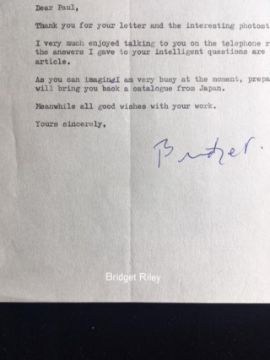 Dear Paul,
Thank you for your letter and the interesting photost
I very much enjoyed talking to you on the telephone r
the answers I gave to your intelligent questions are
article.
As you can imagingI am very busy at the moment, prepa
will bring you back a catalogue from Japan.
Meanwhile all good wishes with your work.
Yours sincerely,
Bridget.
Bridget Riley